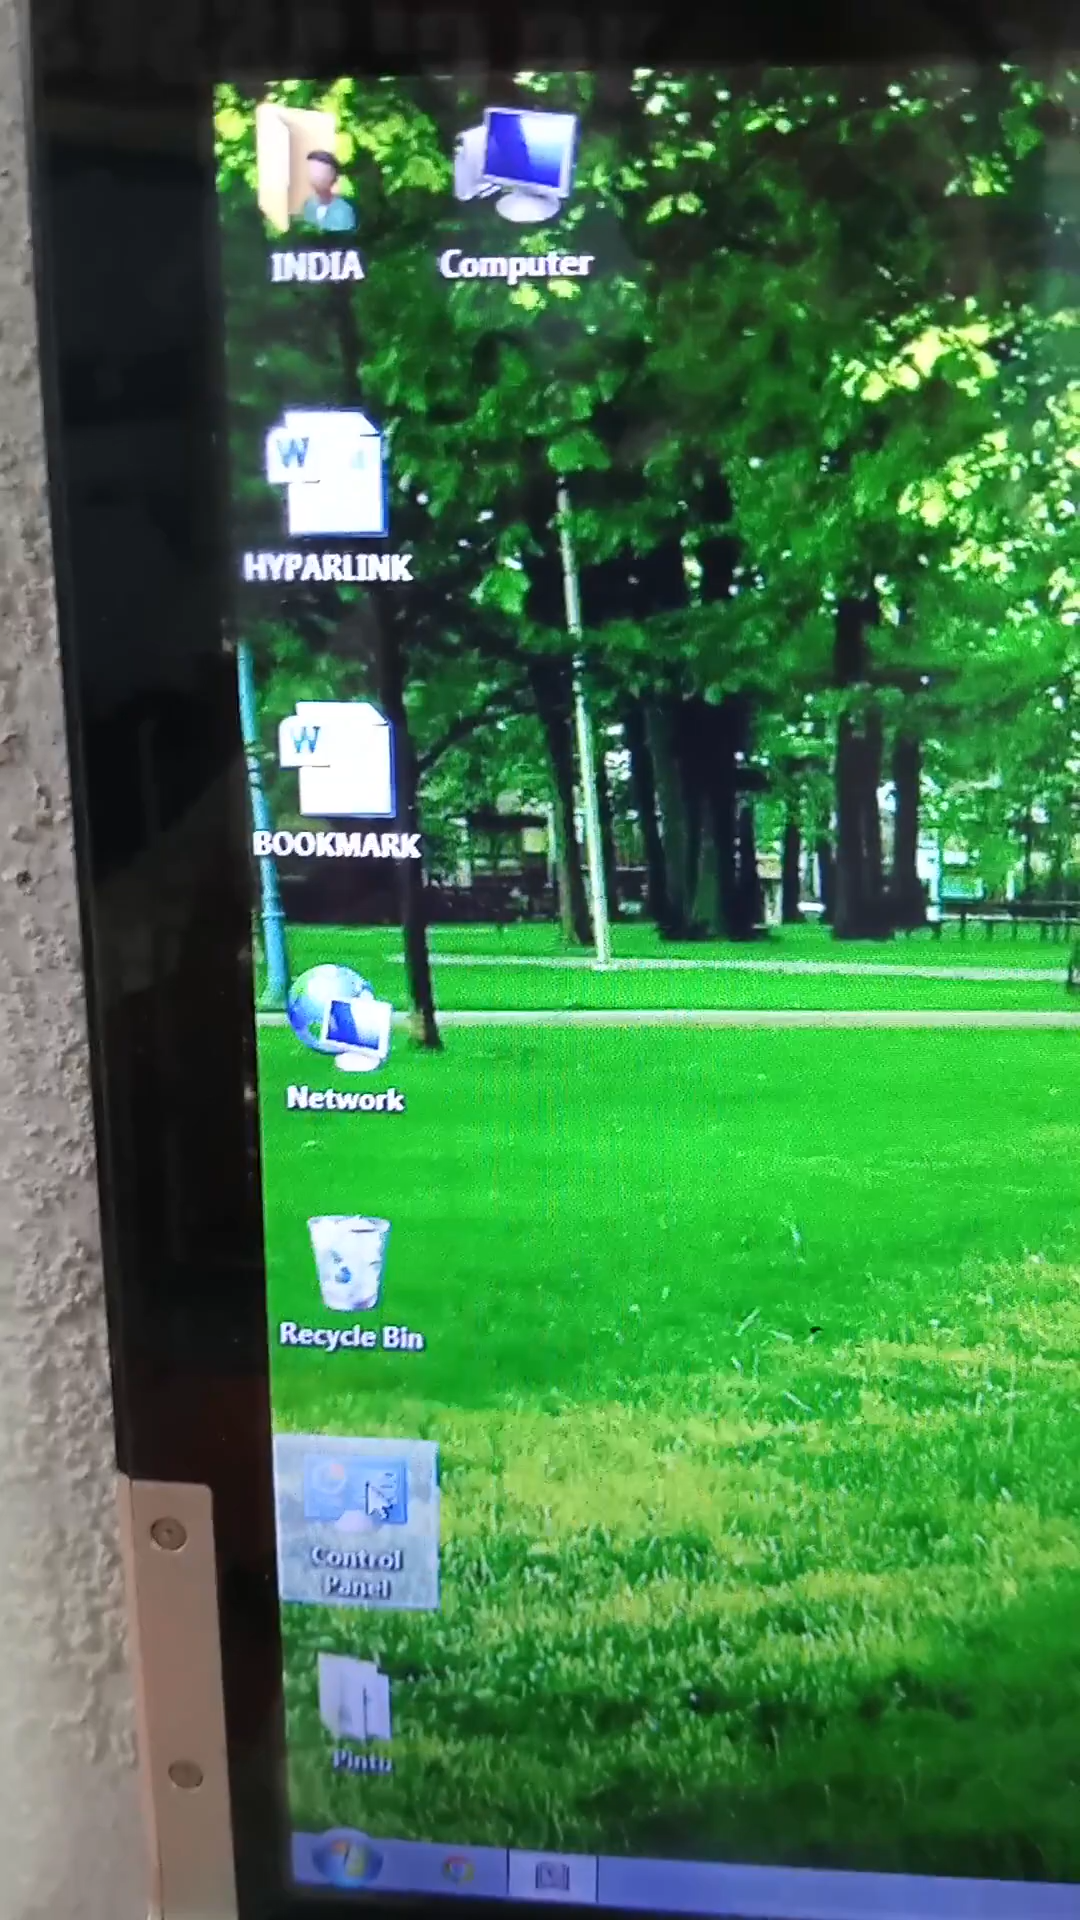 INDIA
Computer
HYPARLINK
BOOKMARK
Network
Recycle Bin
Control
Panel
Pintu